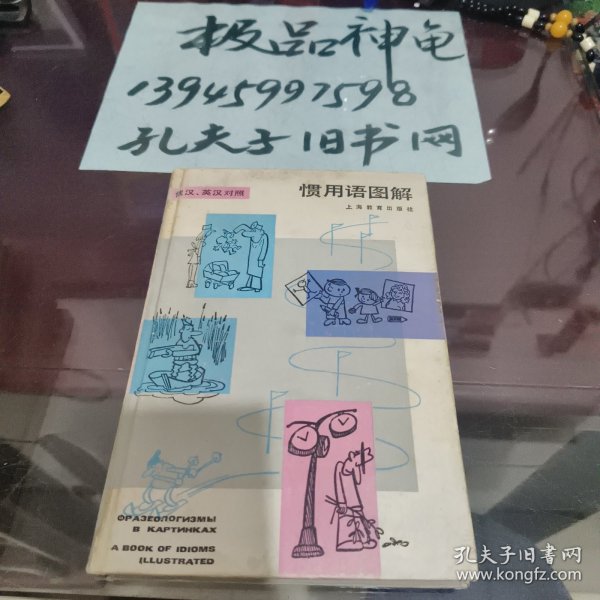 极品神龟
13945997598
孔夫子旧书网
俄汉、英汉对照
惯用语图解
上海教育出版社
ФРАЗЕОЛОГИЗМЫ
В КАРТИНКАХ
A BOOK OF IDIOMS
ILLUSTRATED
孔夫子旧书网
www.kongfz.com